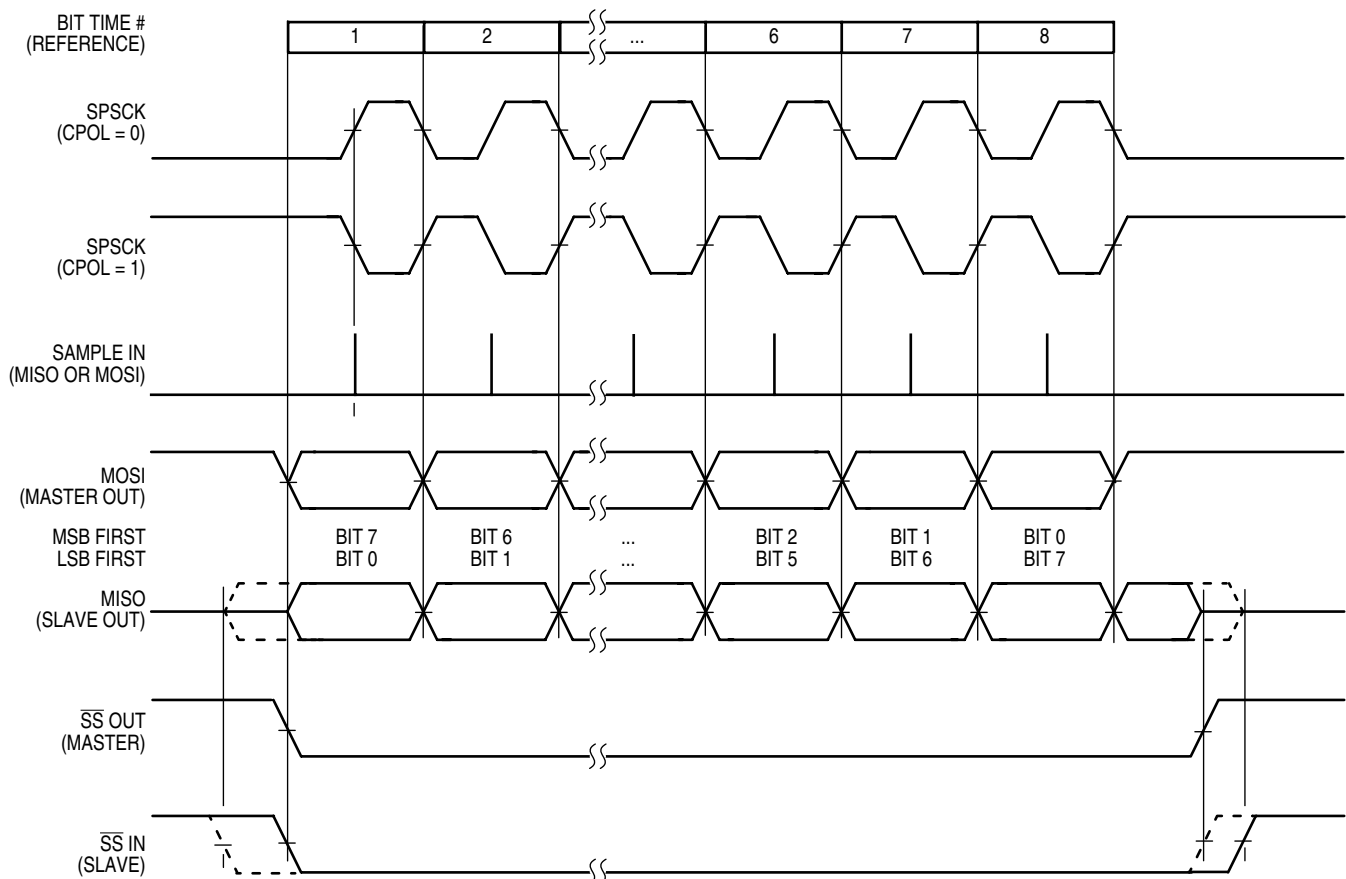 BIT TIME #
(REFERENCE)
1 2 ... 6 7 8
SPSCK
(CPOL = 0)
SPSCK
(CPOL = 1)
SAMPLE IN
(MISO OR MOSI)
MOSI
(MASTER OUT)
MSB FIRST BIT 7 BIT 6 ... BIT 2 BIT 1 BIT 0
LSB FIRST BIT 0 BIT 1 ... BIT 5 BIT 6 BIT 7
MISO
(SLAVE OUT)
S̅S̅ OUT
(MASTER)
S̅S̅ IN
(SLAVE)